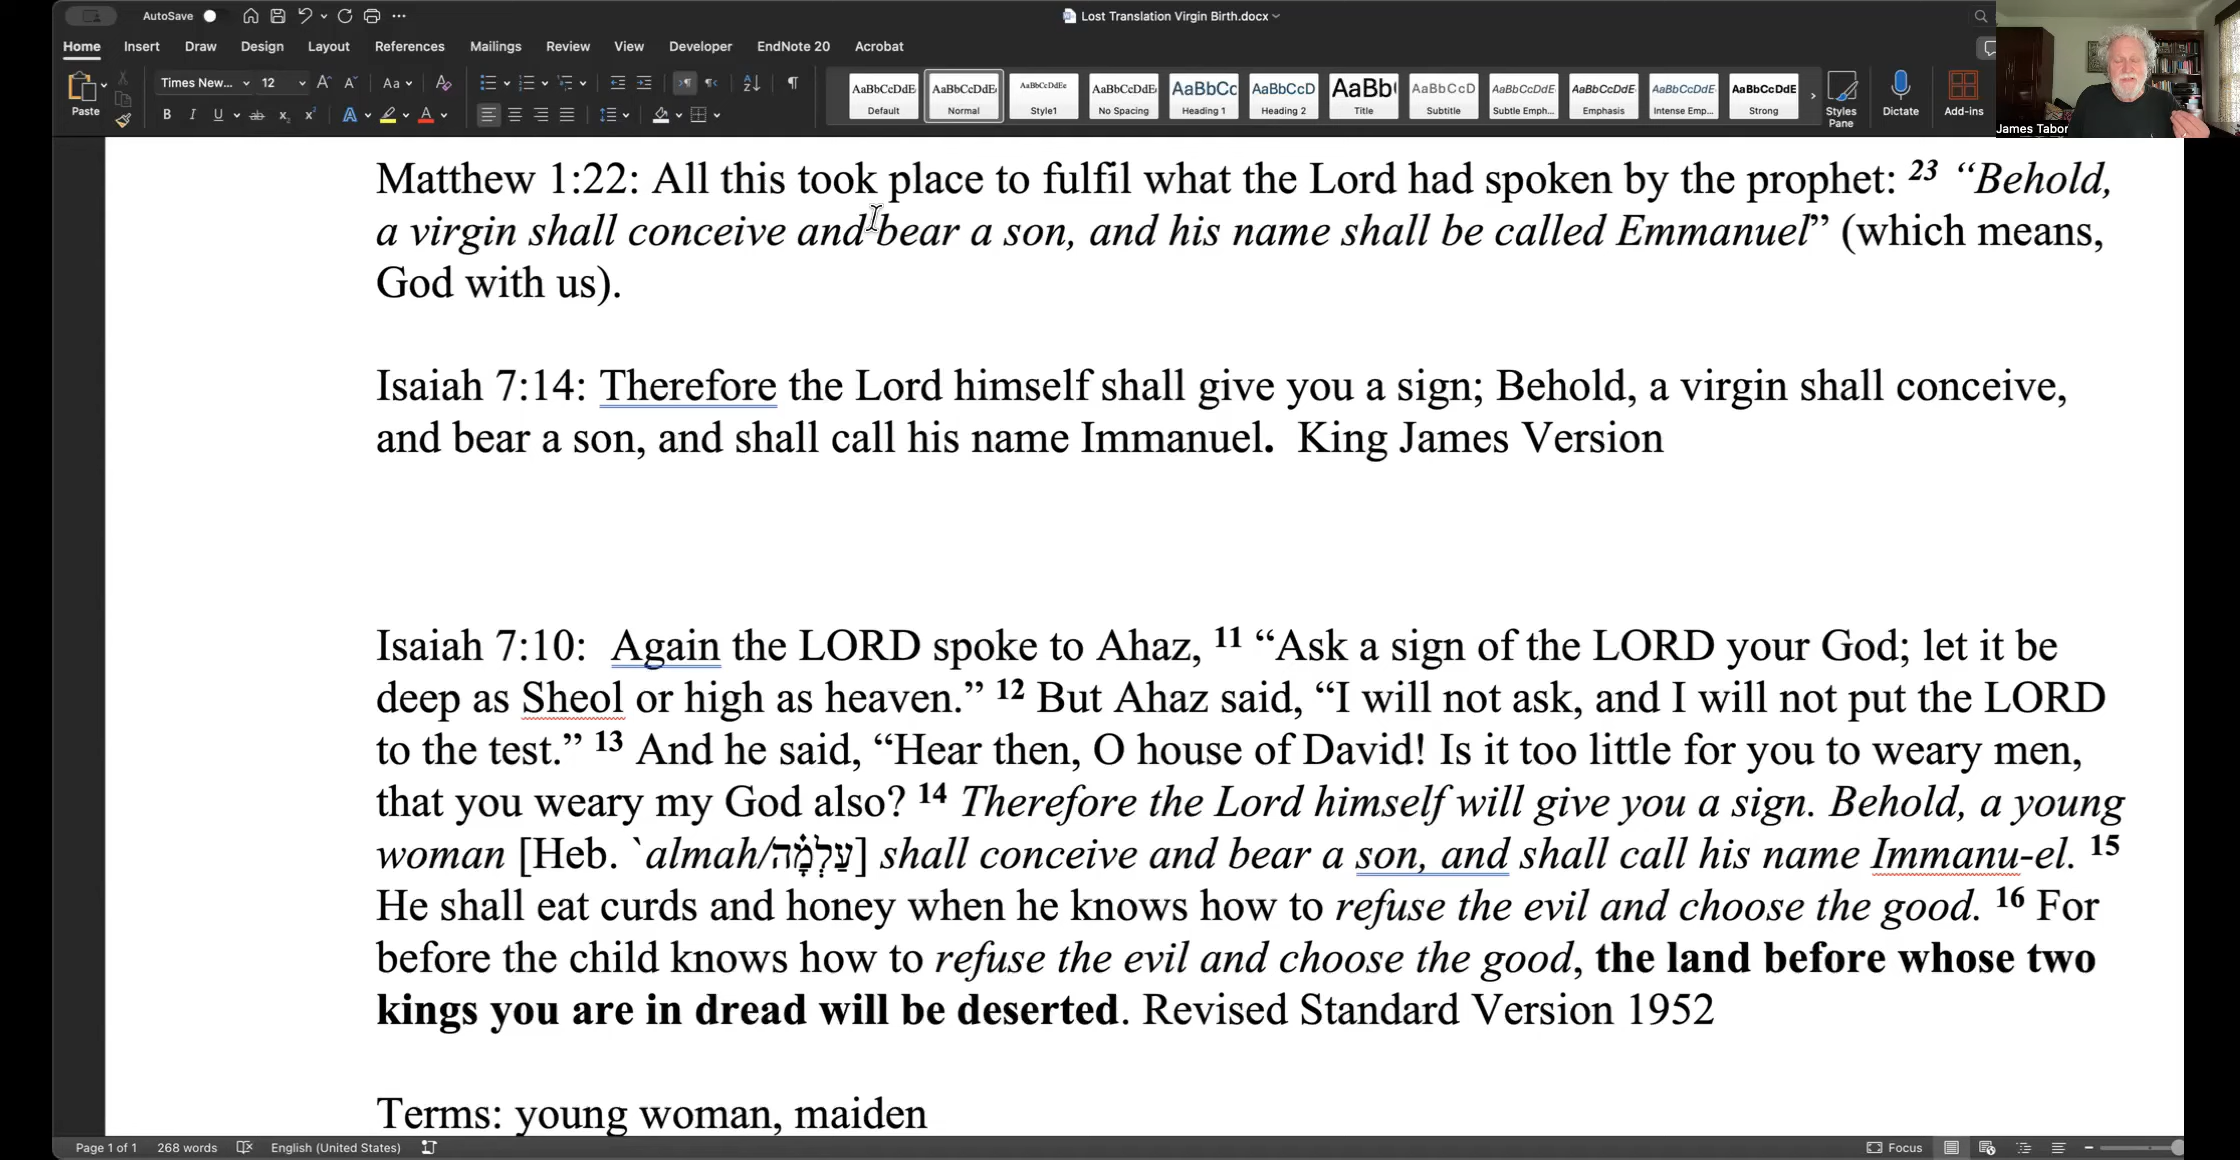 AutoSave
Lost Translation Virgin Birth.docx
Home Insert Draw Design Layout References Mailings Review View Developer EndNote 20 Acrobat
Paste
Times New... 12
AaBbCcDdE AaBbCcDdE AaBbCcDdEe AaBbCcDdE AaBbCc AaBbCcD AaBb( AaBbCcD AaBbCcDdE AaBbCcDdE AaBbCcDdE AaBbCcDdE
Default Normal Style1 No Spacing Heading 1 Heading 2 Title Subtitle Subtle Emph... Emphasis Intense Emp... Strong
Styles Pane
Dictate
Add-ins
James Tabor
Matthew 1:22: All this took place to fulfil what the Lord had spoken by the prophet: 23 “Behold,
a virgin shall conceive and bear a son, and his name shall be called Emmanuel” (which means,
God with us).
Isaiah 7:14: Therefore the Lord himself shall give you a sign; Behold, a virgin shall conceive,
and bear a son, and shall call his name Immanuel. King James Version
Isaiah 7:10: Again the LORD spoke to Ahaz, 11 “Ask a sign of the LORD your God; let it be
deep as Sheol or high as heaven.” 12 But Ahaz said, “I will not ask, and I will not put the LORD
to the test.” 13 And he said, “Hear then, O house of David! Is it too little for you to weary men,
that you weary my God also? 14 Therefore the Lord himself will give you a sign. Behold, a young
woman [Heb. `almah/עַלְמָ֗ה] shall conceive and bear a son, and shall call his name Immanu-el. 15
He shall eat curds and honey when he knows how to refuse the evil and choose the good. 16 For
before the child knows how to refuse the evil and choose the good, the land before whose two
kings you are in dread will be deserted. Revised Standard Version 1952
Terms: young woman, maiden
Page 1 of 1 268 words English (United States) Focus